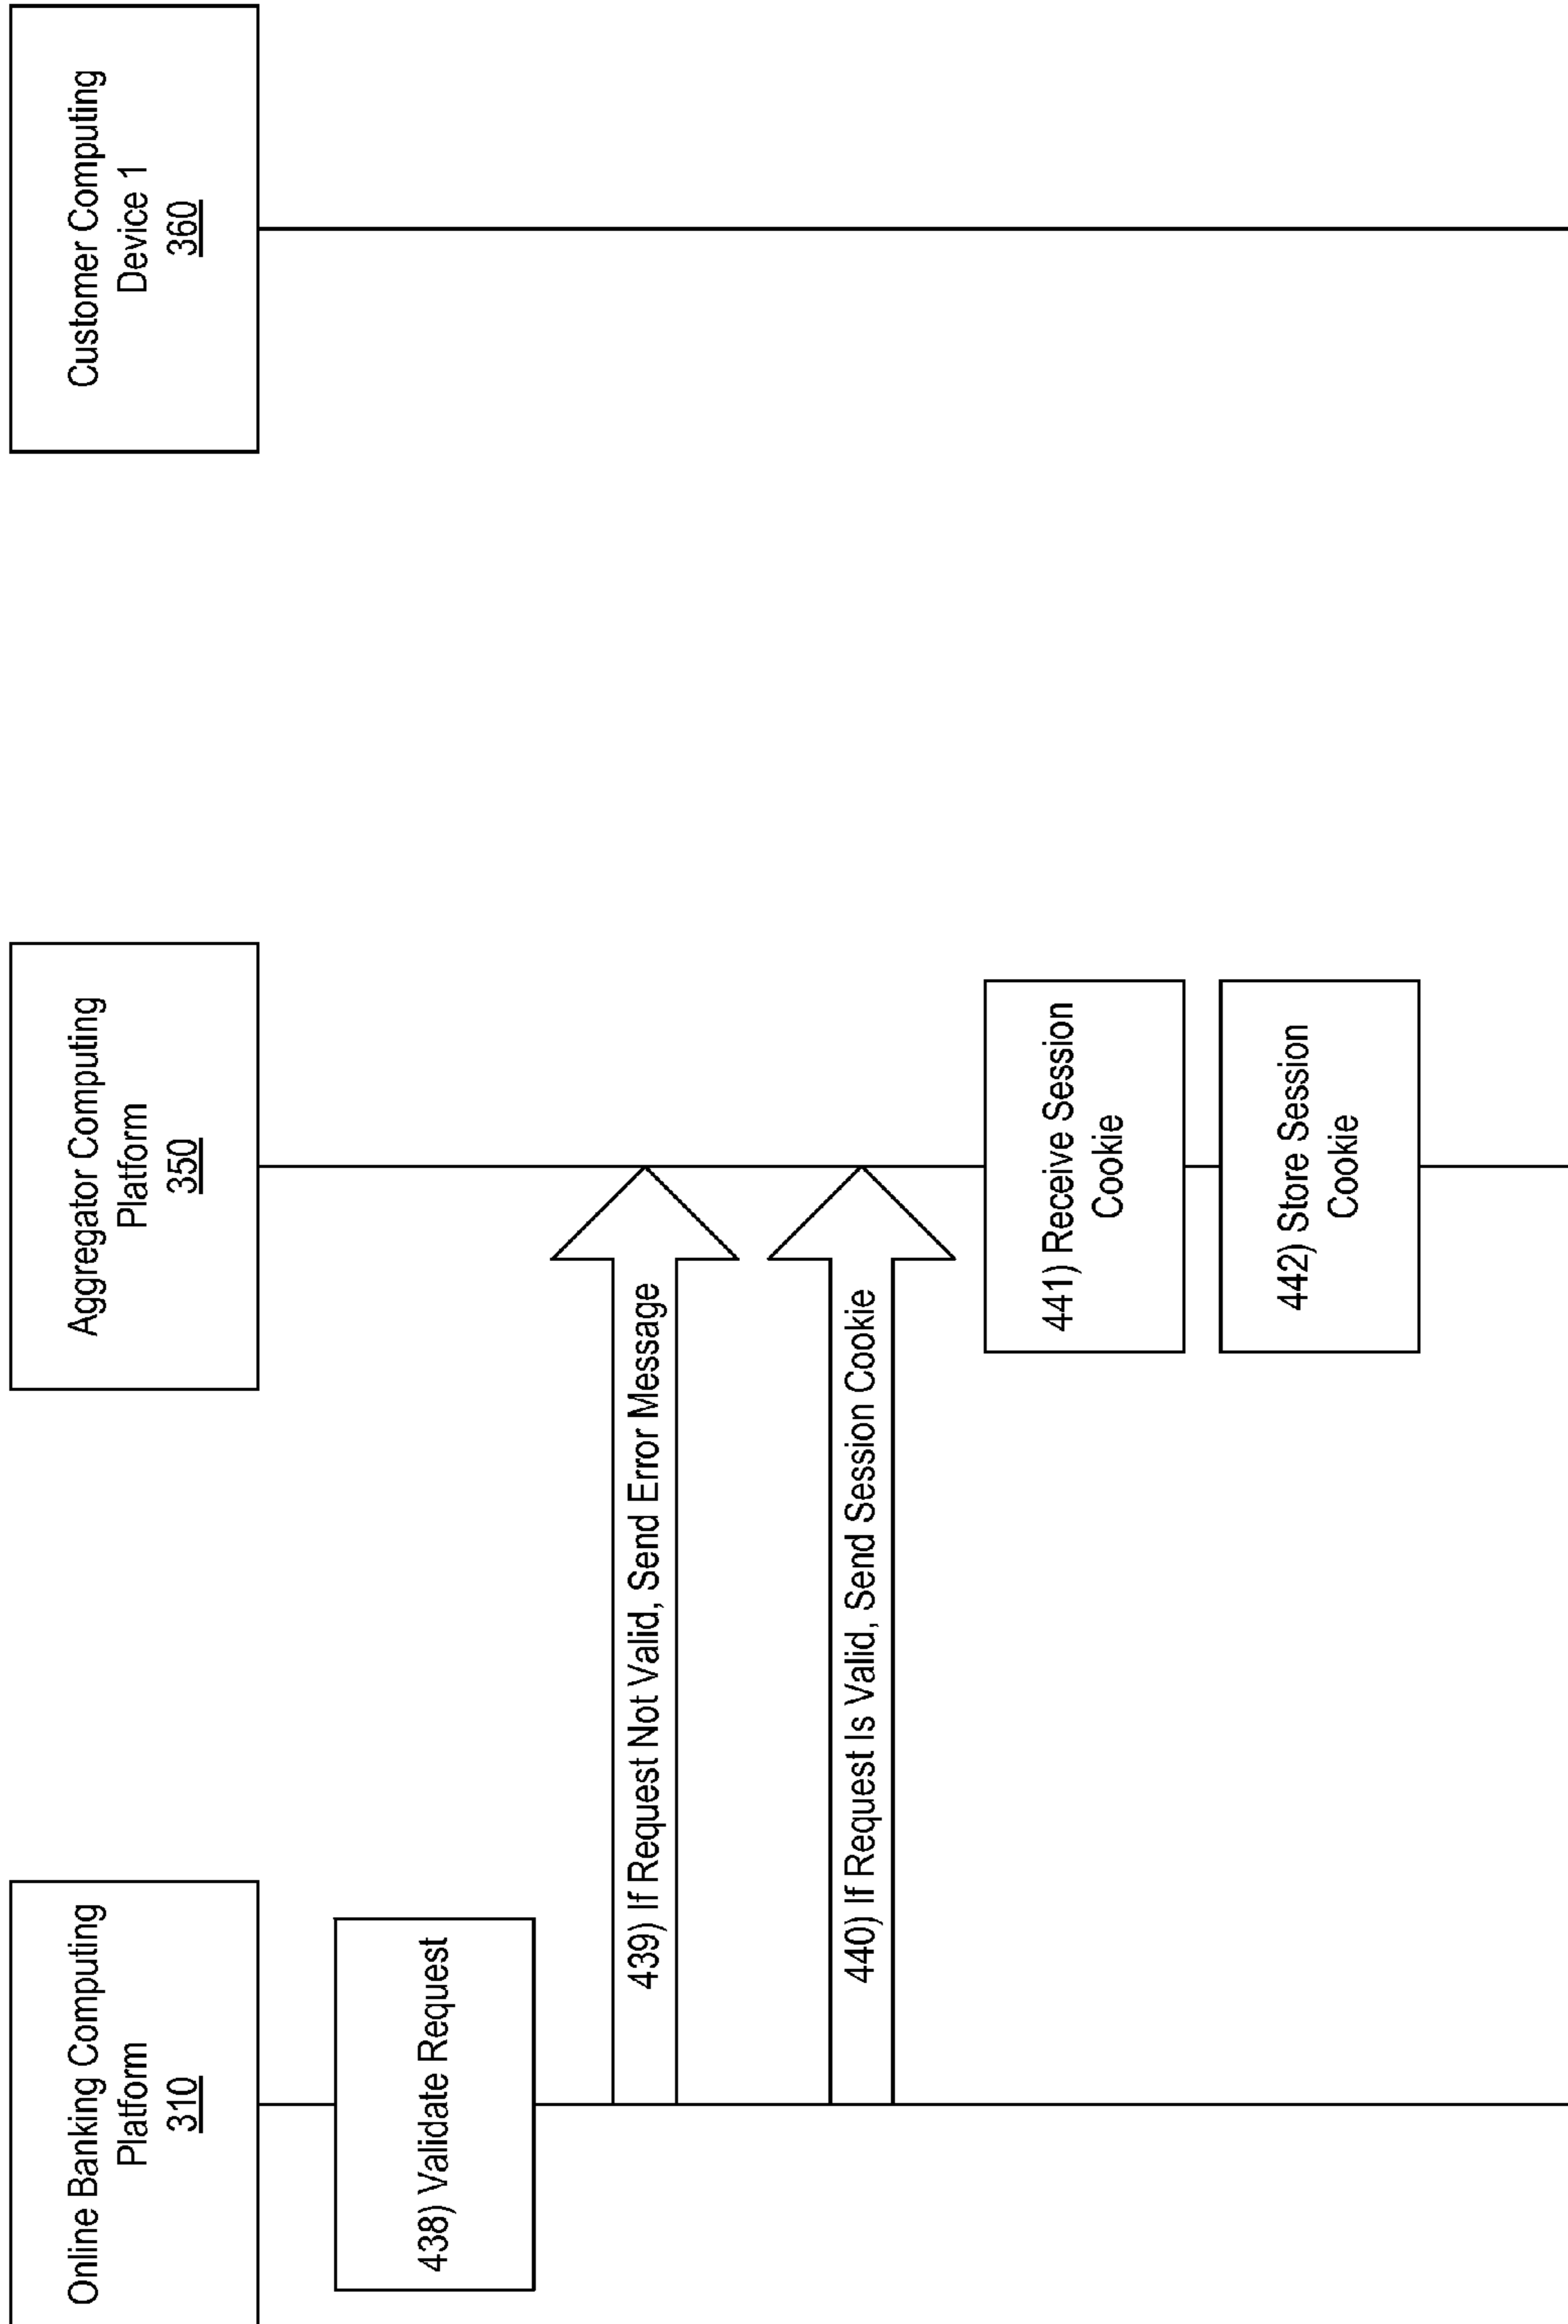 Online Banking Computing
Platform
310
Aggregator Computing
Platform
350
Customer Computing
Device 1
360
438) Validate Request
439) If Request Not Valid, Send Error Message
440) If Request Is Valid, Send Session Cookie
441) Receive Session
Cookie
442) Store Session
Cookie